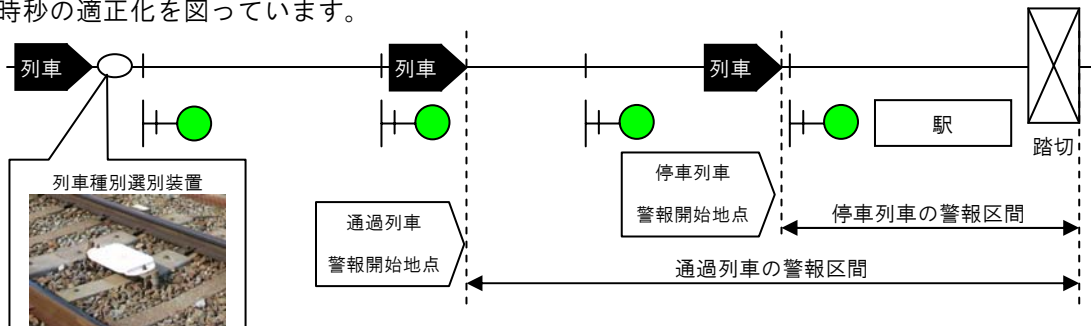 時秒の適正化を図っています。
列車
列車
列車
駅
踏切
列車種別選別装置
停車列車
警報開始地点
通過列車
警報開始地点
停車列車の警報区間
通過列車の警報区間